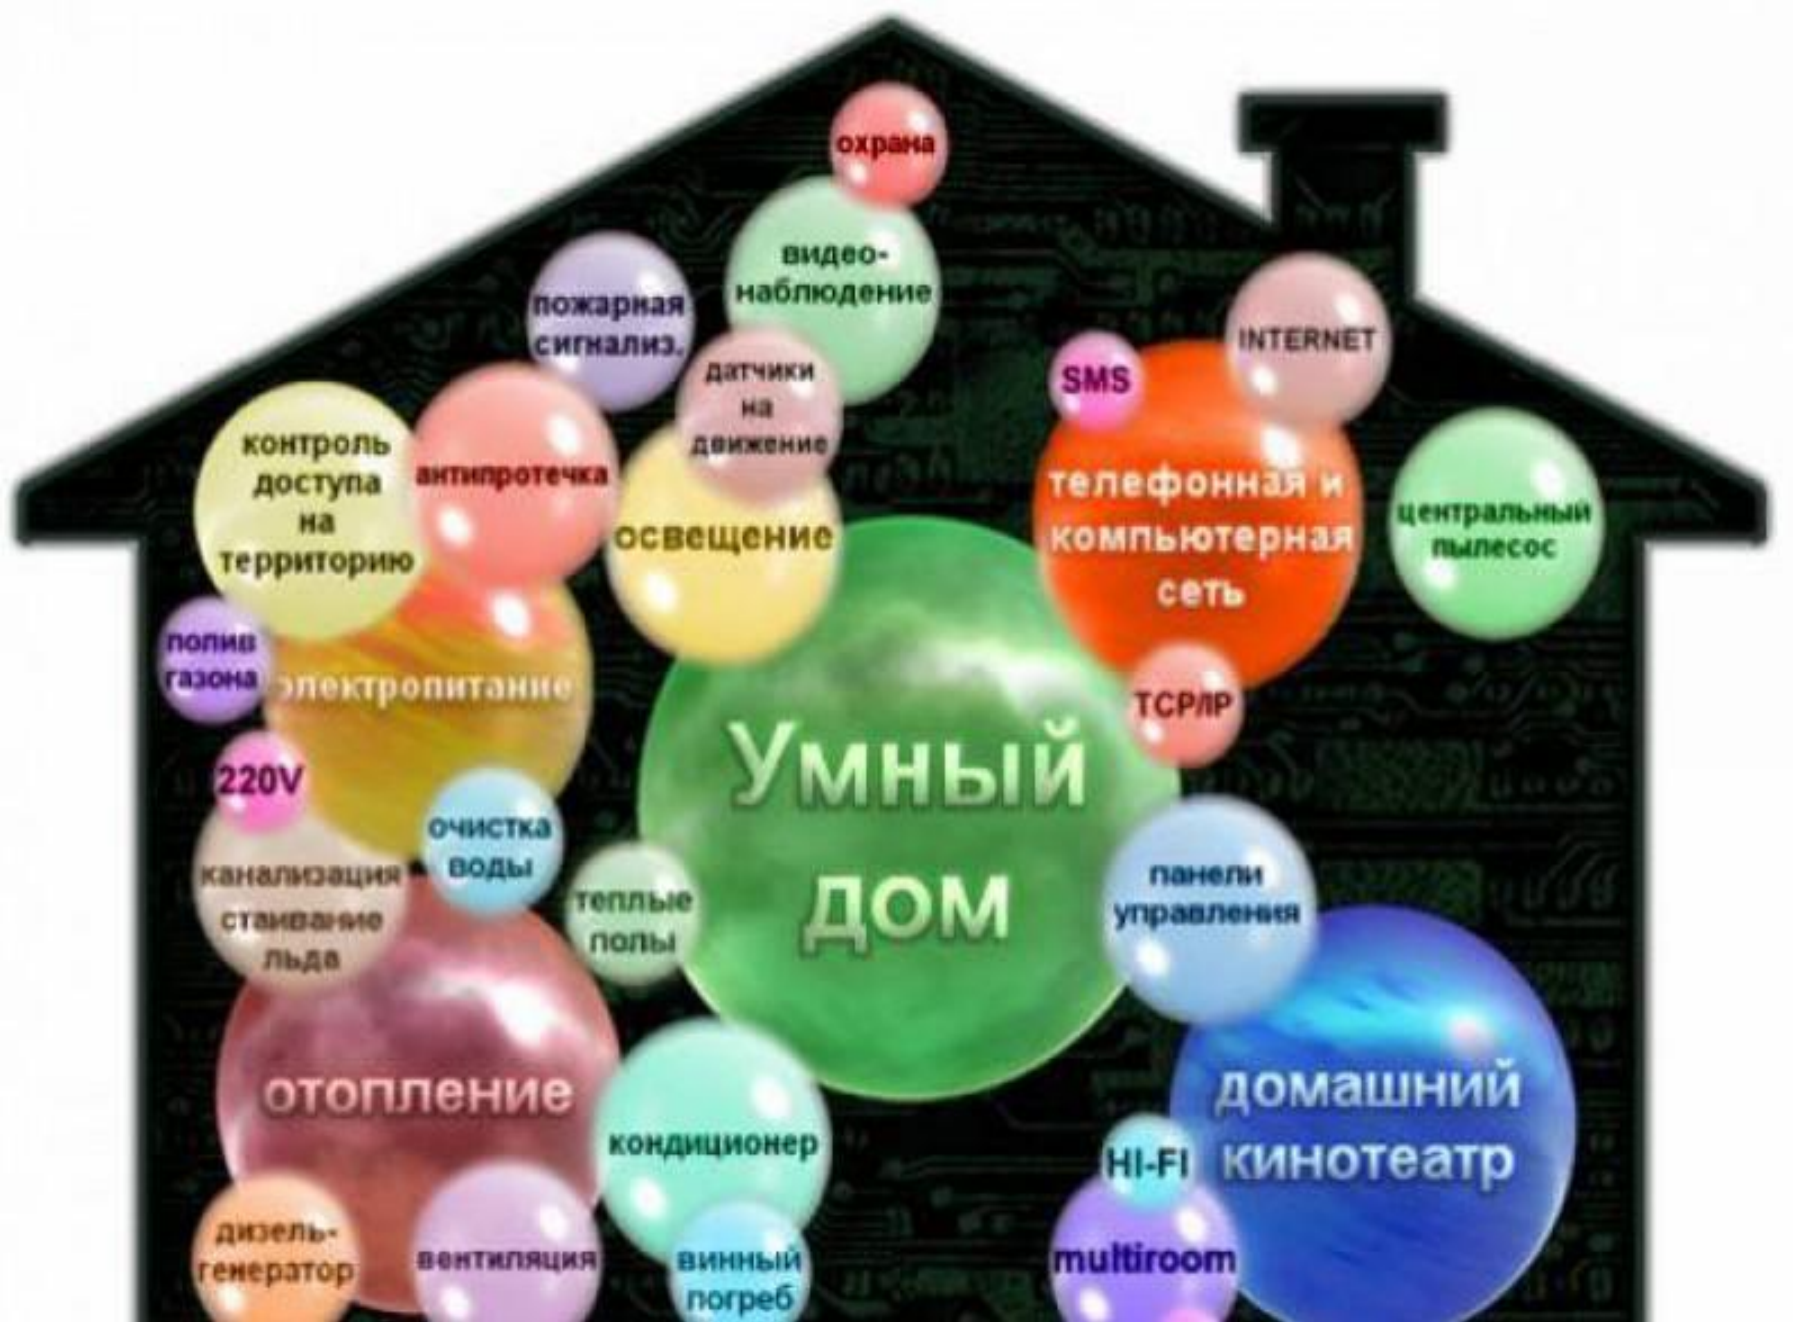 охрана
видео-
наблюдение
пожарная
сигнализ.
датчики
на
движение
INTERNET
SMS
контроль
доступа
на
территорию
антипротечка
освещение
телефонная и
компьютерная
сеть
центральный
пылесос
полив
газона
электропитание
TCP/IP
220V
Умный
дом
очистка
воды
канализация
стаивание
льда
теплые
полы
панели
управления
отопление
кондиционер
домашний
кинотеатр
HI-FI
дизель-
генератор
вентиляция
винный
погреб
multiroom